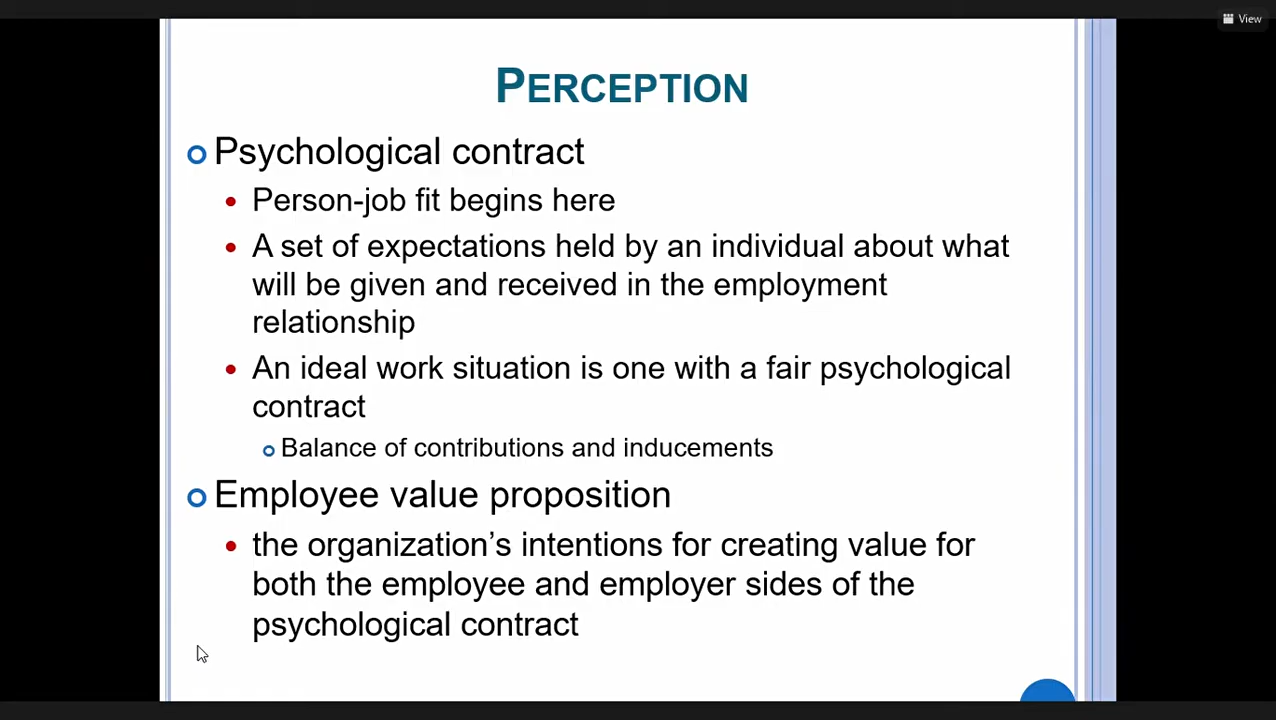 View
PERCEPTION
Psychological contract
Person-job fit begins here
A set of expectations held by an individual about what
will be given and received in the employment
relationship
An ideal work situation is one with a fair psychological
contract
Balance of contributions and inducements
Employee value proposition
the organization’s intentions for creating value for
both the employee and employer sides of the
psychological contract